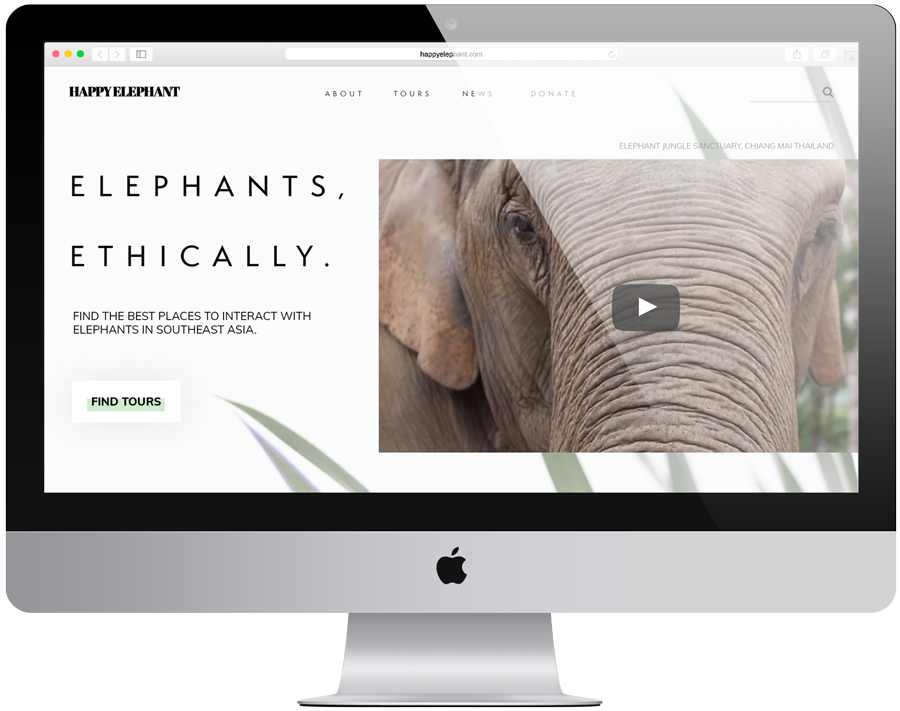 happyelephant.com
HAPPY ELEPHANT
ABOUT TOURS NEWS DONATE
ELEPHANT JUNGLE SANCTUARY, CHIANG MAI THAILAND
ELEPHANTS,
ETHICALLY.
FIND THE BEST PLACES TO INTERACT WITH
ELEPHANTS IN SOUTHEAST ASIA.
FIND TOURS